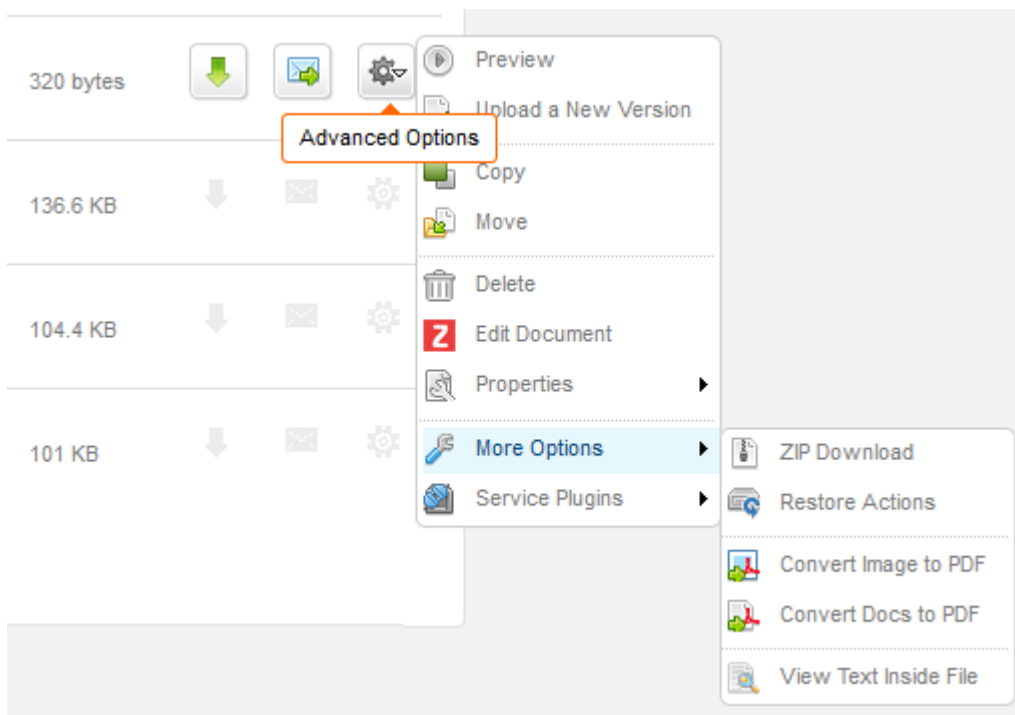 320 bytes
Advanced Options
136.6 KB
104.4 KB
101 KB
Preview
Upload a New Version
Copy
Move
Delete
Z Edit Document
Properties
More Options
Service Plugins
ZIP Download
Restore Actions
Convert Image to PDF
Convert Docs to PDF
View Text Inside File